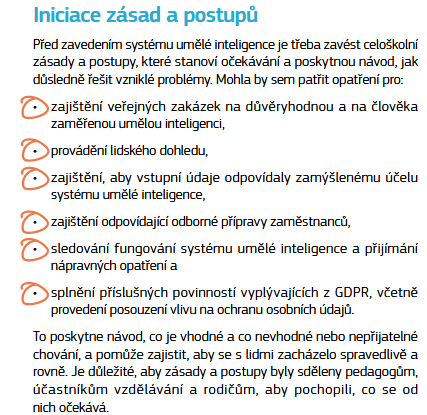 Iniciace zásad a postupů
Před zavedením systému umělé inteligence je třeba zavést celoškolní
zásady a postupy, které stanoví očekávání a poskytnou návod, jak
důsledně řešit vzniklé problémy. Mohla by sem patřit opatření pro:
• zajištění veřejných zakázek na důvěryhodnou a na člověka
zaměřenou umělou inteligenci,
• provádění lidského dohledu,
• zajištění, aby vstupní údaje odpovídaly zamýšlenému účelu
systému umělé inteligence,
• zajištění odpovídající odborné přípravy zaměstnanců,
• sledování fungování systému umělé inteligence a přijímání
nápravných opatření a
• splnění příslušných povinností vyplývajících z GDPR, včetně
provedení posouzení vlivu na ochranu osobních údajů.
To poskytne návod, co je vhodné a co nevhodné nebo nepřijatelné
chování, a pomůže zajistit, aby se s lidmi zacházelo spravedlivě a
rovně. Je důležité, aby zásady a postupy byly sděleny pedagogům,
účastníkům vzdělávání a rodičům, aby pochopili, co se od
nich očekává.